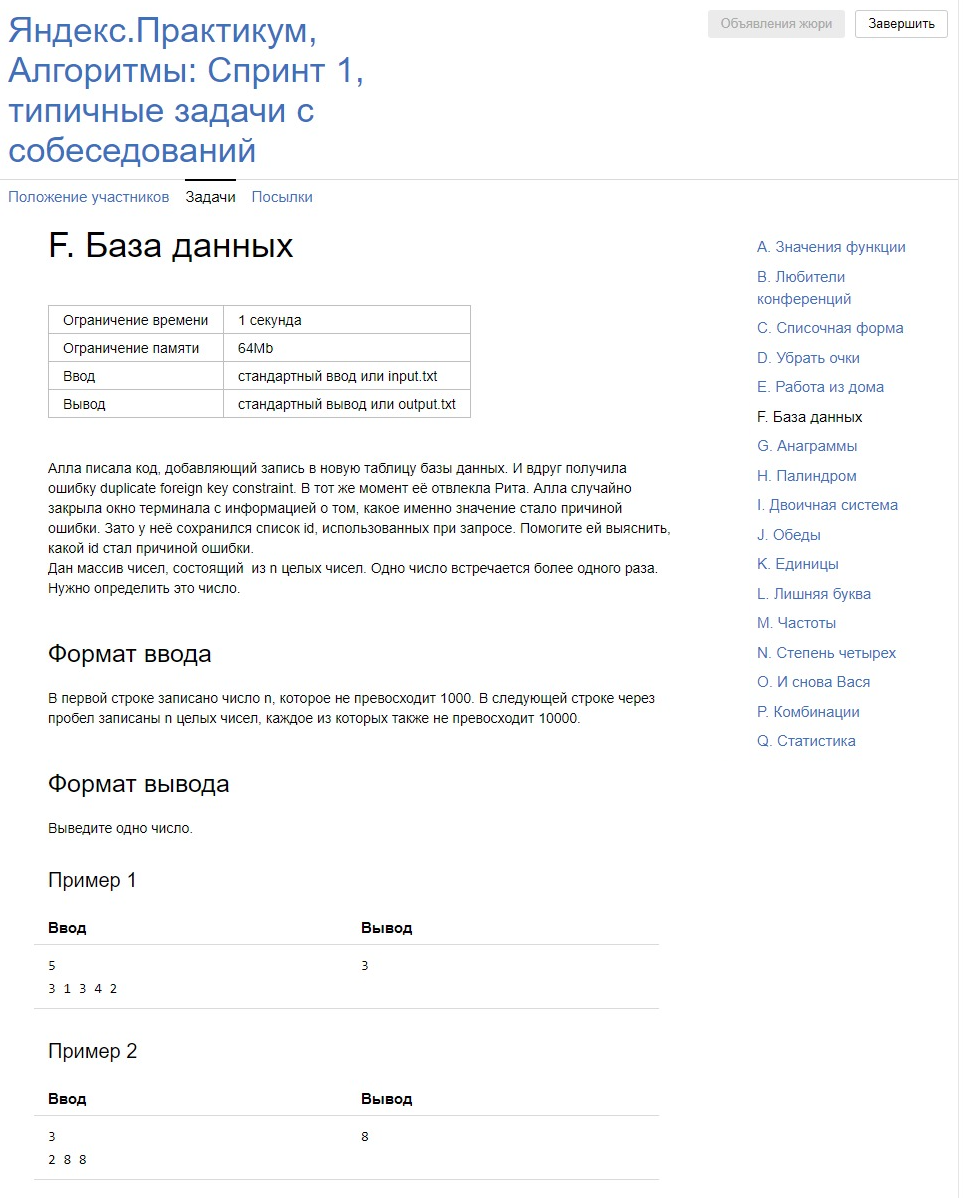 Яндекс.Практикум,
Алгоритмы: Спринт 1,
типичные задачи с
собеседований
Объявления жюри
Завершить
Положение участников Задачи Посылки
F. База данных
Ограничение времени 1 секунда
Ограничение памяти 64Mb
Ввод стандартный ввод или input.txt
Вывод стандартный вывод или output.txt
Алла писала код, добавляющий запись в новую таблицу базы данных. И вдруг получила
ошибку duplicate foreign key constraint. В тот же момент её отвлекла Рита. Алла случайно
закрыла окно терминала с информацией о том, какое именно значение стало причиной
ошибки. Зато у неё сохранился список id, использованных при запросе. Помогите ей выяснить,
какой id стал причиной ошибки.
Дан массив чисел, состоящий из n целых чисел. Одно число встречается более одного раза.
Нужно определить это число.
Формат ввода
В первой строке записано число n, которое не превосходит 1000. В следующей строке через
пробел записаны n целых чисел, каждое из которых также не превосходит 10000.
Формат вывода
Выведите одно число.
Пример 1
Ввод Вывод
5 3
3 1 3 4 2
Пример 2
Ввод Вывод
3 8
2 8 8
A. Значения функции
B. Любители
конференций
C. Списочная форма
D. Убрать очки
E. Работа из дома
F. База данных
G. Анаграммы
H. Палиндром
I. Двоичная система
J. Обеды
K. Единицы
L. Лишняя буква
M. Частоты
N. Степень четырех
O. И снова Вася
P. Комбинации
Q. Статистика